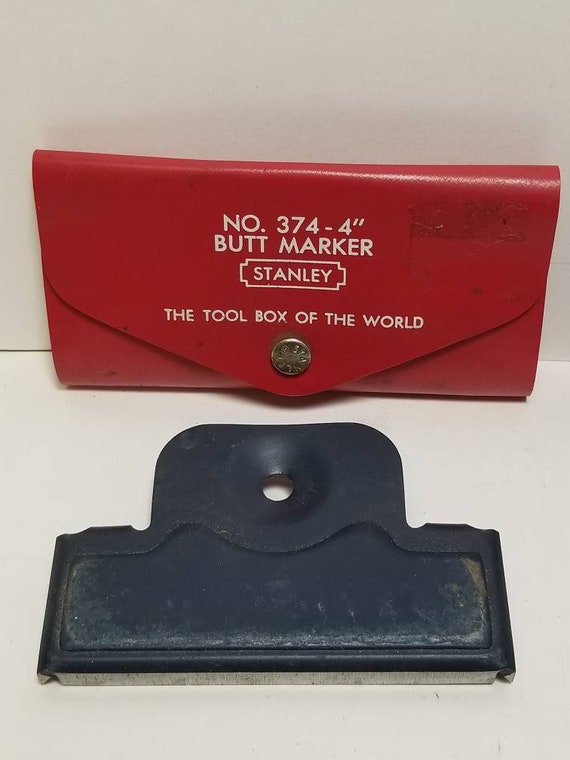 NO. 374-4"
BUTT MARKER
STANLEY
THE TOOL BOX OF THE WORLD